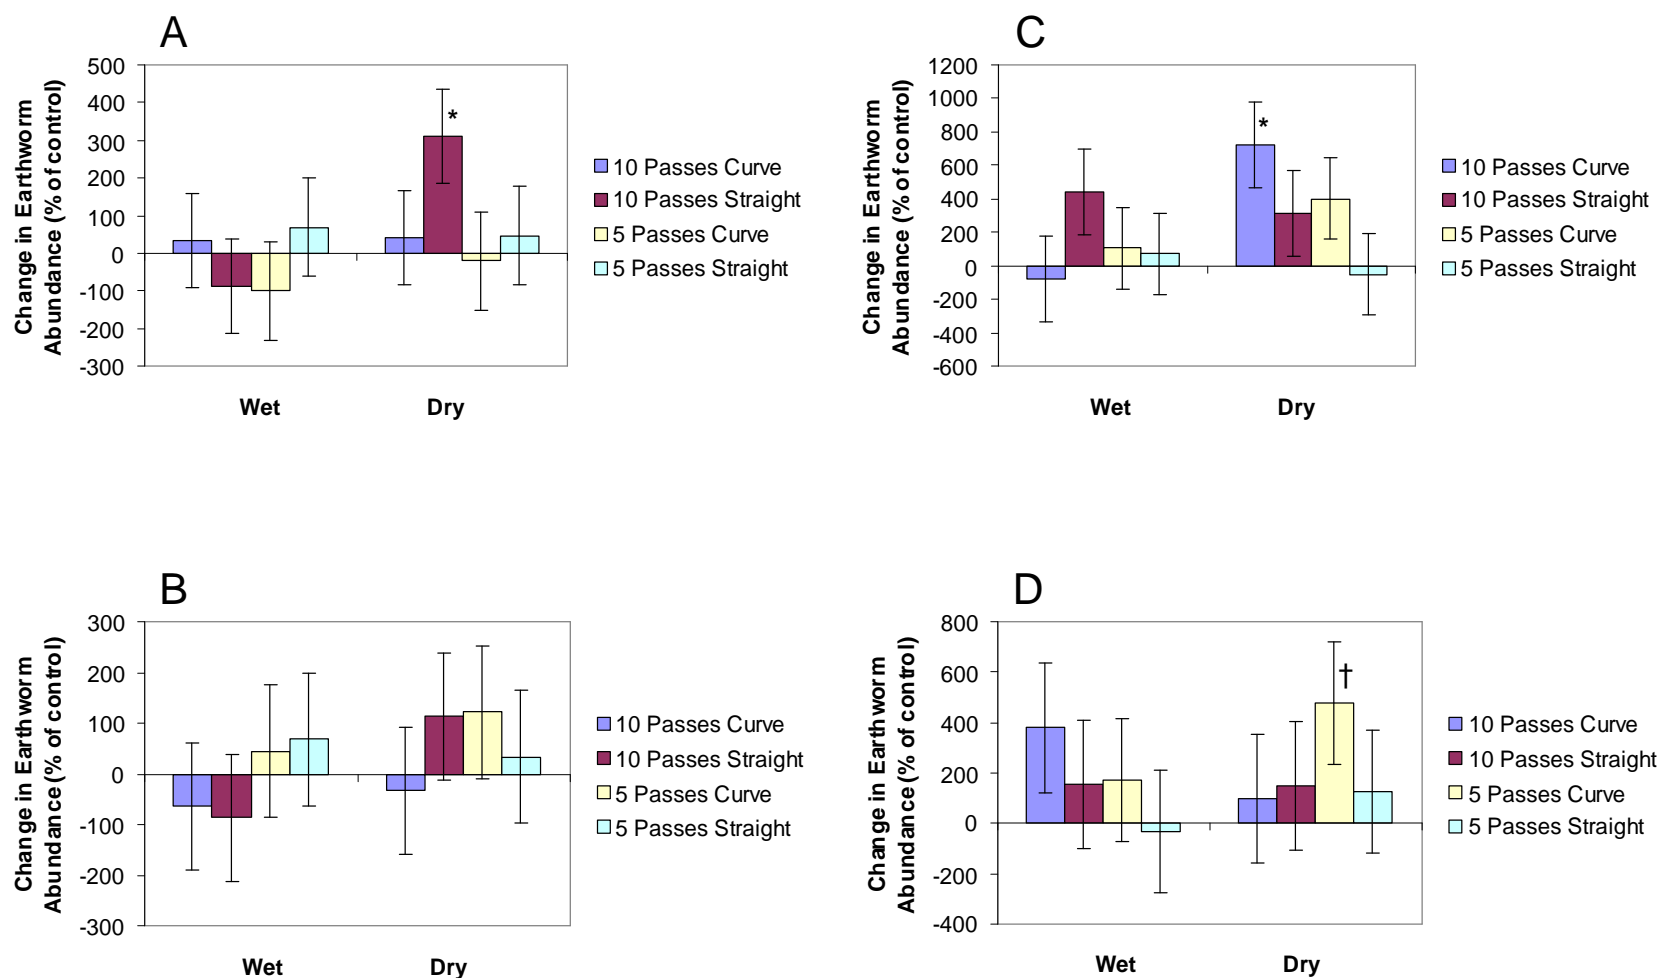 A
Change in Earthworm
Abundance (% of control)
500
400
300
200
100
0
-100
-200
-300
*
Wet Dry
10 Passes Curve
10 Passes Straight
5 Passes Curve
5 Passes Straight
C
Change in Earthworm
Abundance (% of control)
1200
1000
800
600
400
200
0
-200
-400
-600
*
Wet Dry
10 Passes Curve
10 Passes Straight
5 Passes Curve
5 Passes Straight
B
Change in Earthworm
Abundance (% of control)
300
200
100
0
-100
-200
-300
Wet Dry
10 Passes Curve
10 Passes Straight
5 Passes Curve
5 Passes Straight
D
Change in Earthworm
Abundance (% of control)
800
600
400
200
0
-200
-400
†
Wet Dry
10 Passes Curve
10 Passes Straight
5 Passes Curve
5 Passes Straight